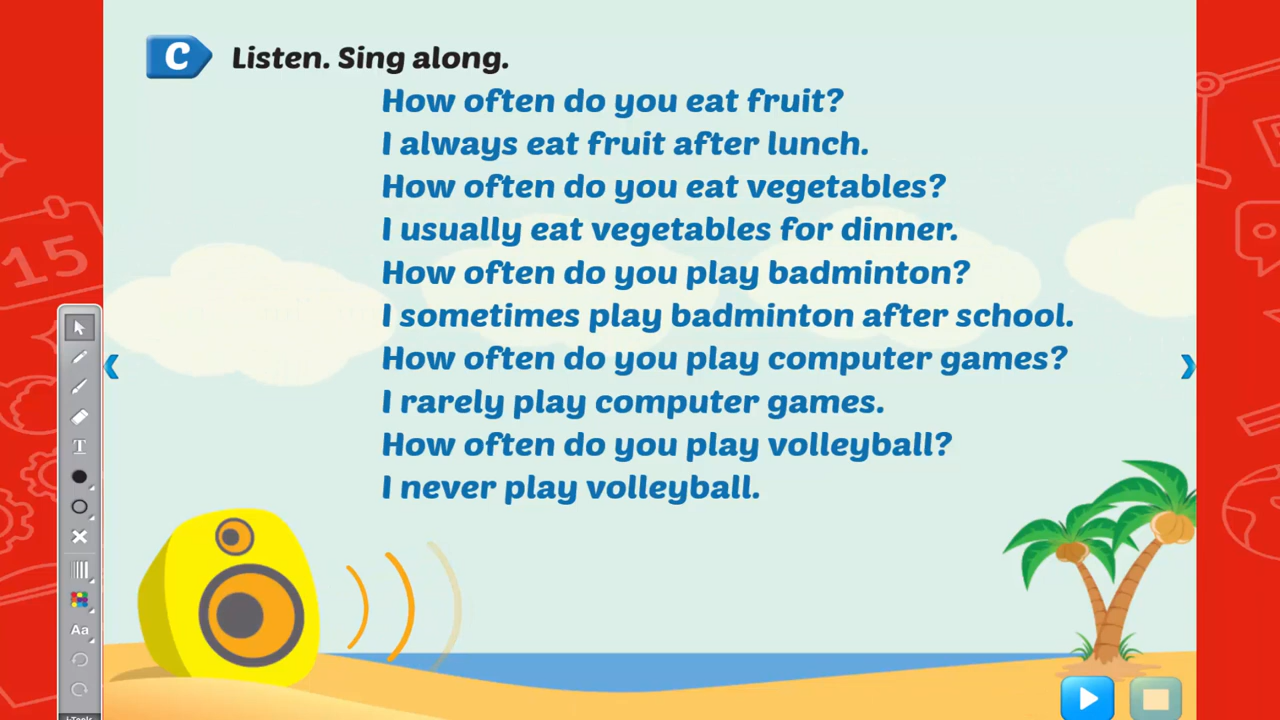 C Listen. Sing along.
How often do you eat fruit?
I always eat fruit after lunch.
How often do you eat vegetables?
I usually eat vegetables for dinner.
How often do you play badminton?
I sometimes play badminton after school.
How often do you play computer games?
I rarely play computer games.
How often do you play volleyball?
I never play volleyball.
15
T
Aa